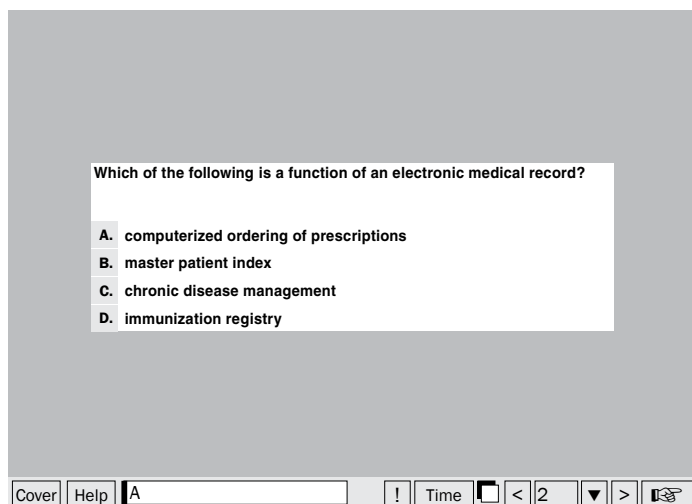 Which of the following is a function of an electronic medical record?
A. computerized ordering of prescriptions
B. master patient index
C. chronic disease management
D. immunization registry
Cover Help A ! Time < 2 ▼ > ☞